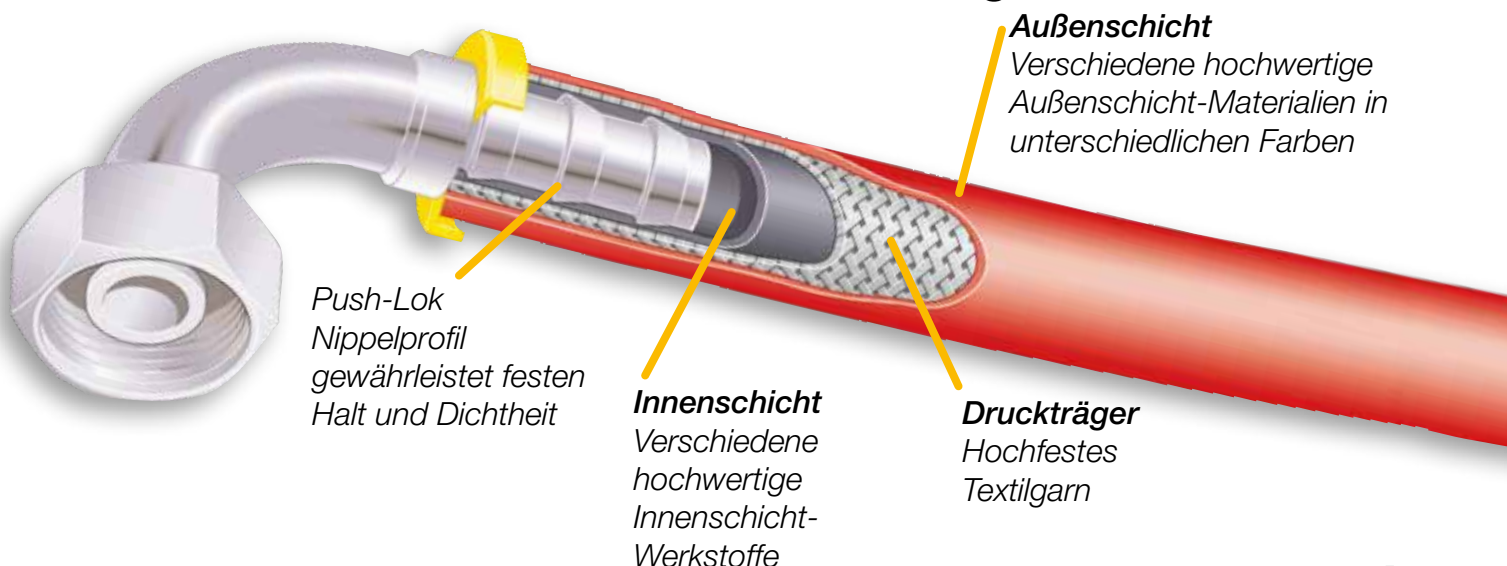 Außenschicht
Verschiedene hochwertige
Außenschicht-Materialien in
unterschiedlichen Farben
Push-Lok
Nippelprofil
gewährleistet festen
Halt und Dichtheit
Innenschicht
Verschiedene
hochwertige
Innenschicht-
Werkstoffe
Druckträger
Hochfestes
Textilgarn